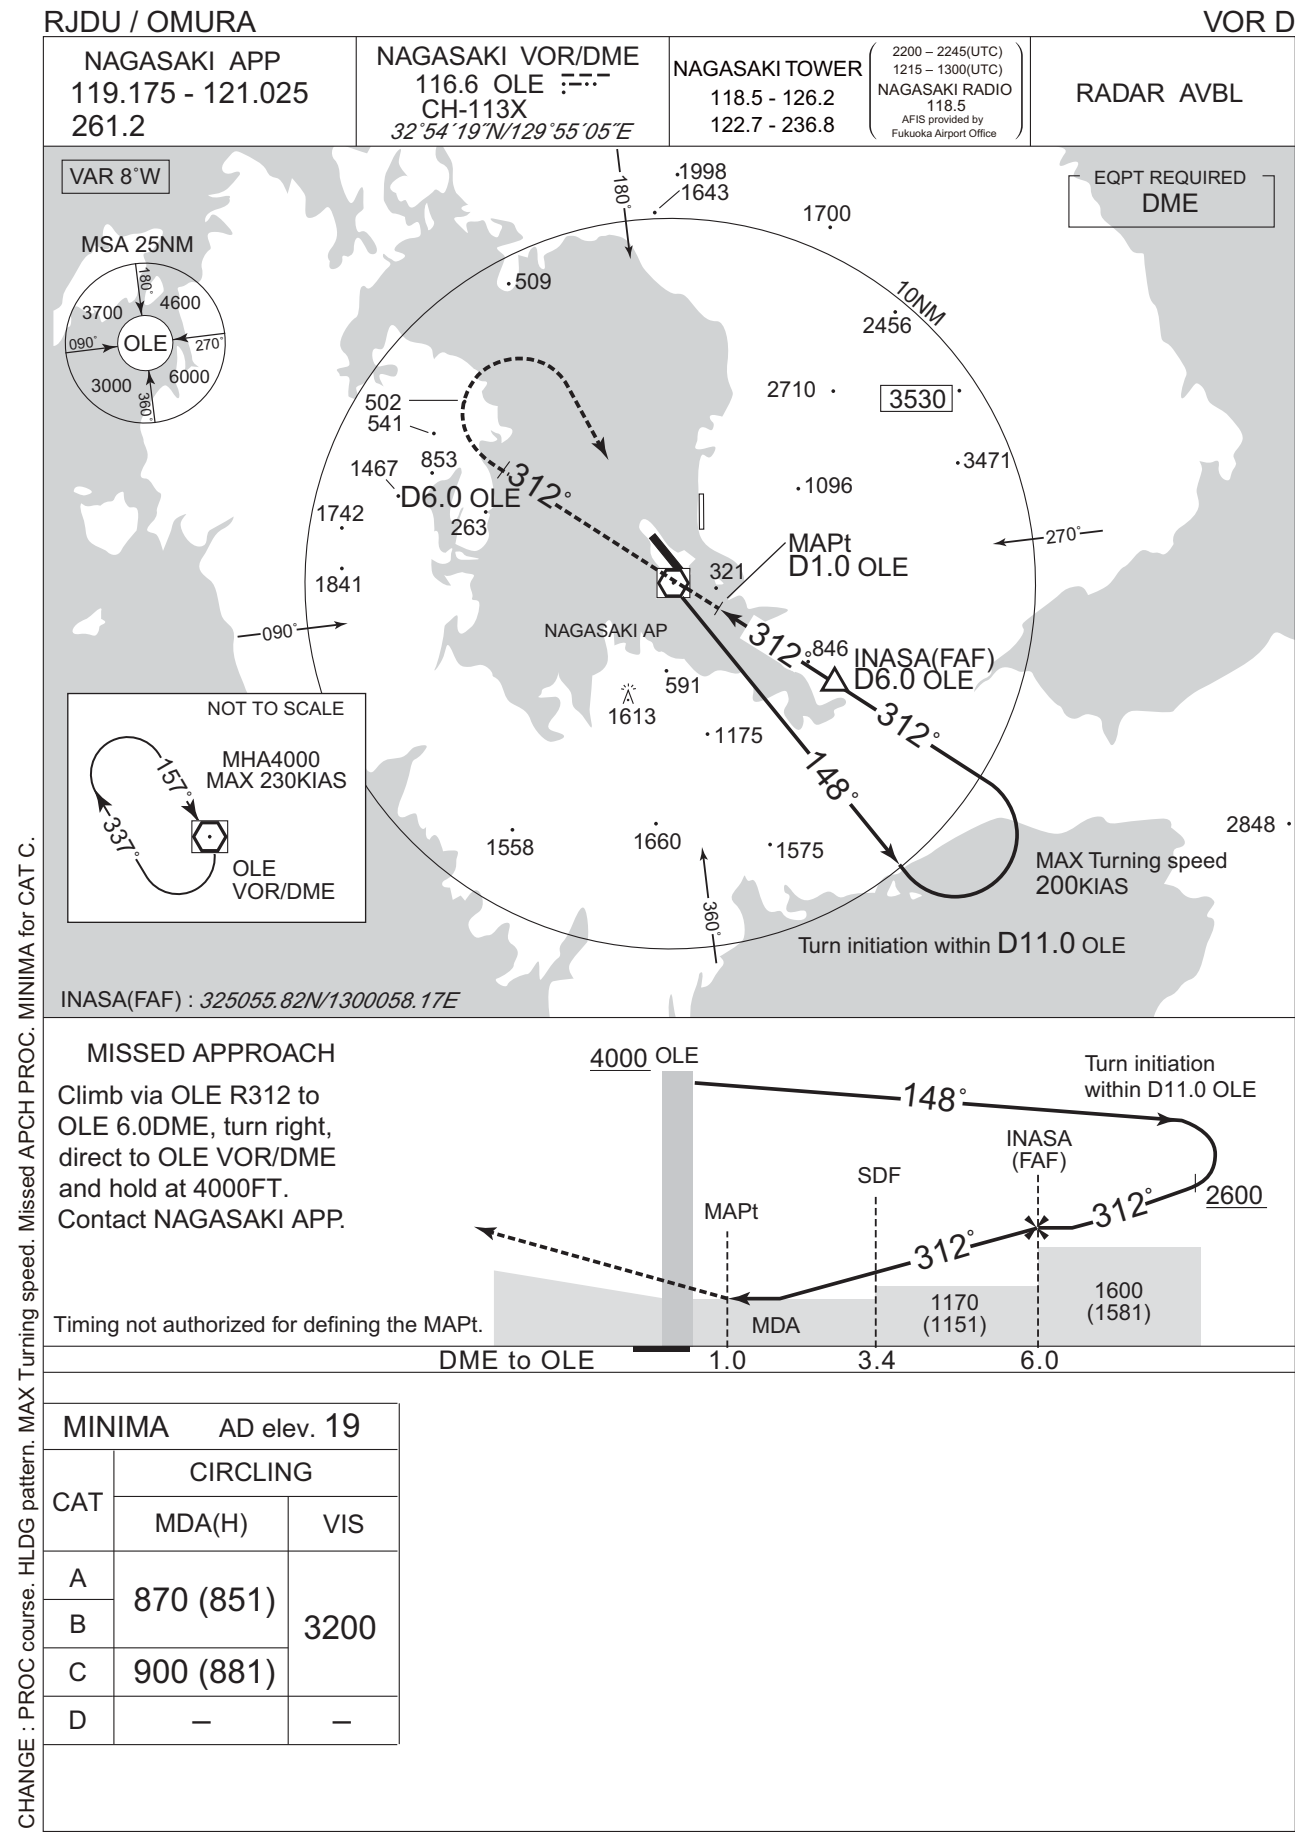 RJDU / OMURA
VOR D
NAGASAKI APP
119.175 - 121.025
261.2
NAGASAKI VOR/DME
116.6 OLE
CH-113X
32°54´19˝N/129°55´05˝E
NAGASAKI TOWER
118.5 - 126.2
122.7 - 236.8
2200 – 2245(UTC)
1215 – 1300(UTC)
NAGASAKI RADIO
118.5
AFIS provided by
Fukuoka Airport Office
RADAR AVBL
VAR 8°W
EQPT REQUIRED
DME
MSA 25NM
180°
3700
4600
090°
OLE
270°
3000
6000
360°
180°
1998
1643
1700
509
10NM
2456
2710
3530
502
541
853
1467
3471
312°
D6.0 OLE
1096
263
1742
270°
MAPt
D1.0 OLE
321
1841
090°
NAGASAKI AP
312°
846
INASA(FAF)
D6.0 OLE
591
1613
312°
1175
148°
NOT TO SCALE
MHA4000
MAX 230KIAS
157°
337°
OLE
VOR/DME
1558
1660
1575
2848
MAX Turning speed
200KIAS
360°
Turn initiation within D11.0 OLE
INASA(FAF) : 325055.82N/1300058.17E
MISSED APPROACH
Climb via OLE R312 to
OLE 6.0DME, turn right,
direct to OLE VOR/DME
and hold at 4000FT.
Contact NAGASAKI APP.
Timing not authorized for defining the MAPt.
4000 OLE
148°
Turn initiation
within D11.0 OLE
INASA
(FAF)
SDF
MAPt
2600
312°
312°
1600
(1581)
1170
(1151)
MDA
DME to OLE
1.0
3.4
6.0
MINIMA AD elev. 19
CAT
CIRCLING
MDA(H)
VIS
A
870 (851)
B
3200
C
900 (881)
D
–
–
CHANGE : PROC course. HLDG pattern. MAX Turning speed. Missed APCH PROC. MINIMA for CAT C.